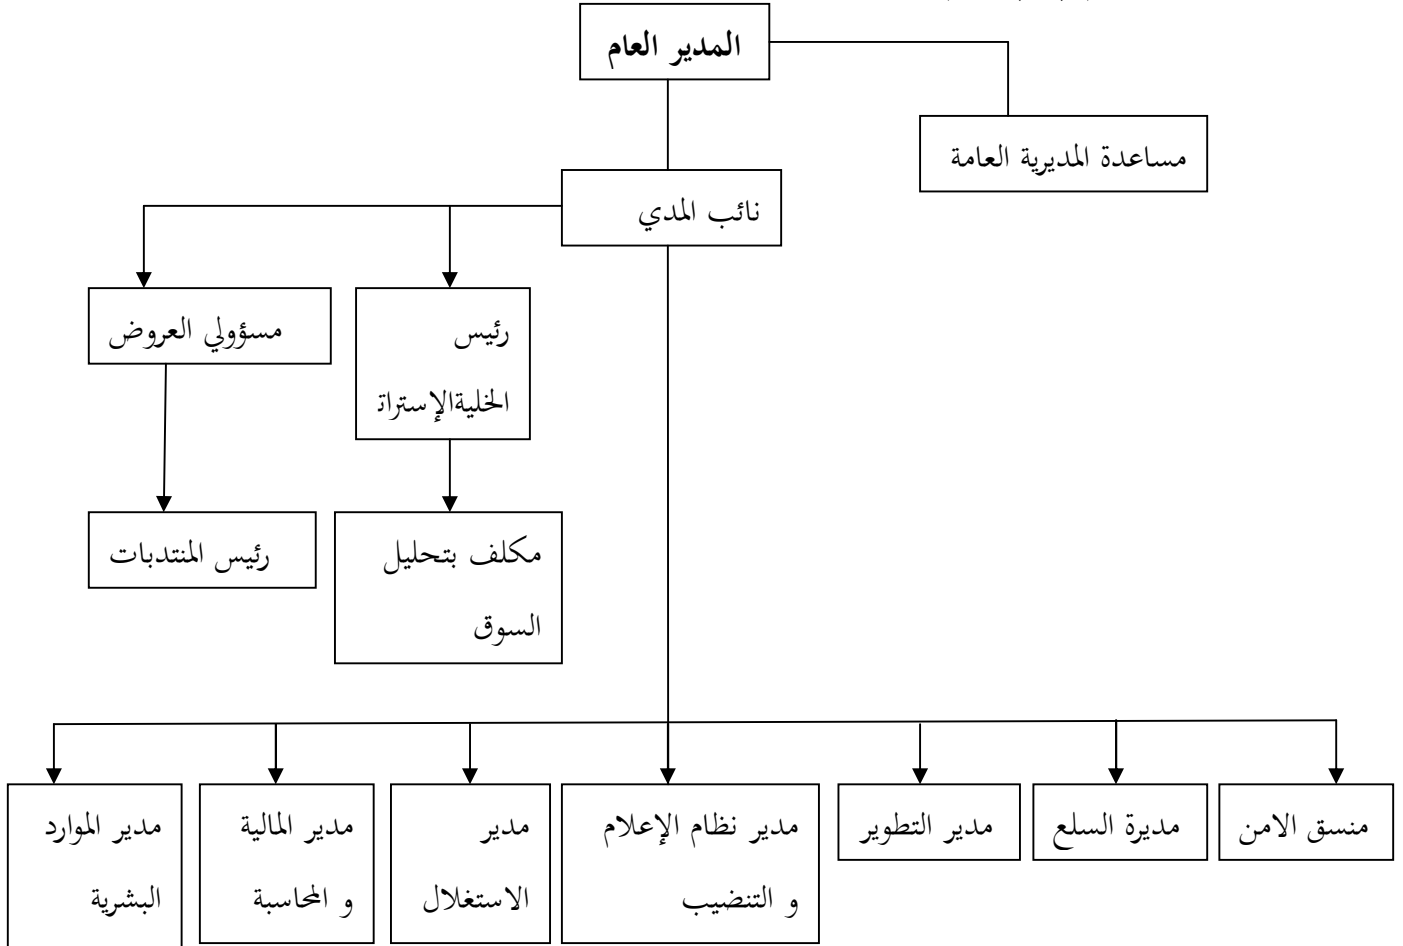 المدير العام
مساعدة المديرية العامة
نائب المدي
رئيس
الخليةالإسترات
مسؤولي العروض
مكلف بتحليل
السوق
رئيس المنتدبات
منسق الامن
مديرة السلع
مدير التطوير
مدير نظام الإعلام
و التنضيب
مدير
الاستغلال
مدير المالية
و المحاسبة
مدير الموارد
البشرية